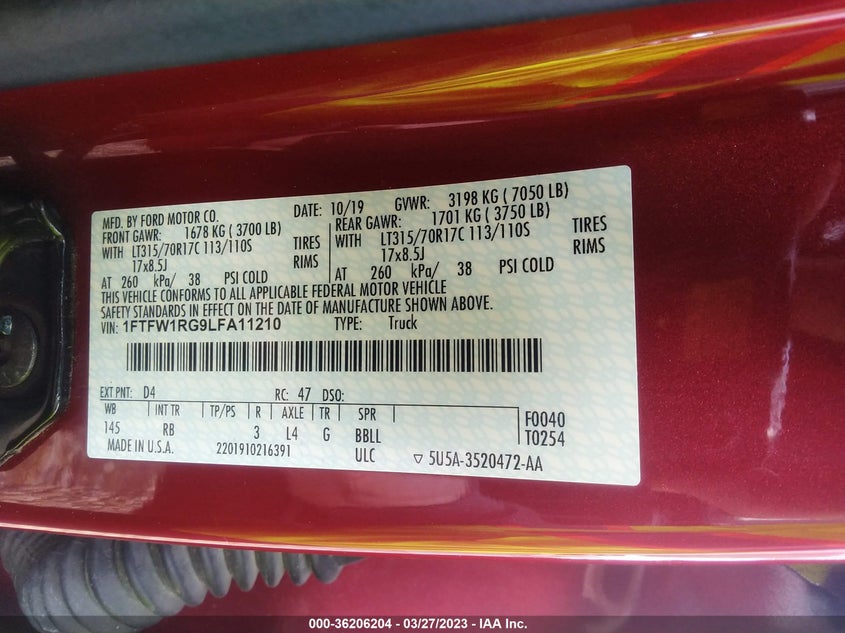 MFD. BY FORD MOTOR CO. DATE: 10/19 GVWR: 3198 KG ( 7050 LB)
FRONT GAWR: 1678 KG ( 3700 LB) REAR GAWR: 1701 KG ( 3750 LB)
WITH LT315/70R17C 113/110S TIRES WITH LT315/70R17C 113/110S TIRES
17x8.5J RIMS 17x8.5J RIMS
AT 260 kPa/ 38 PSI COLD AT 260 kPa/ 38 PSI COLD
THIS VEHICLE CONFORMS TO ALL APPLICABLE FEDERAL MOTOR VEHICLE
SAFETY STANDARDS IN EFFECT ON THE DATE OF MANUFACTURE SHOWN ABOVE.
VIN: 1FTFW1RG9LFA11210 TYPE: Truck
EXT PNT: D4 RC: 47 DSO:
WB INT TR TP/PS R AXLE TR SPR F0040
145 RB 3 L4 G BBLL T0254
MADE IN U.S.A. 2201910216391 ULC ▽ 5U5A-3520472-AA
000-36206204 - 03/27/2023 - IAA Inc.